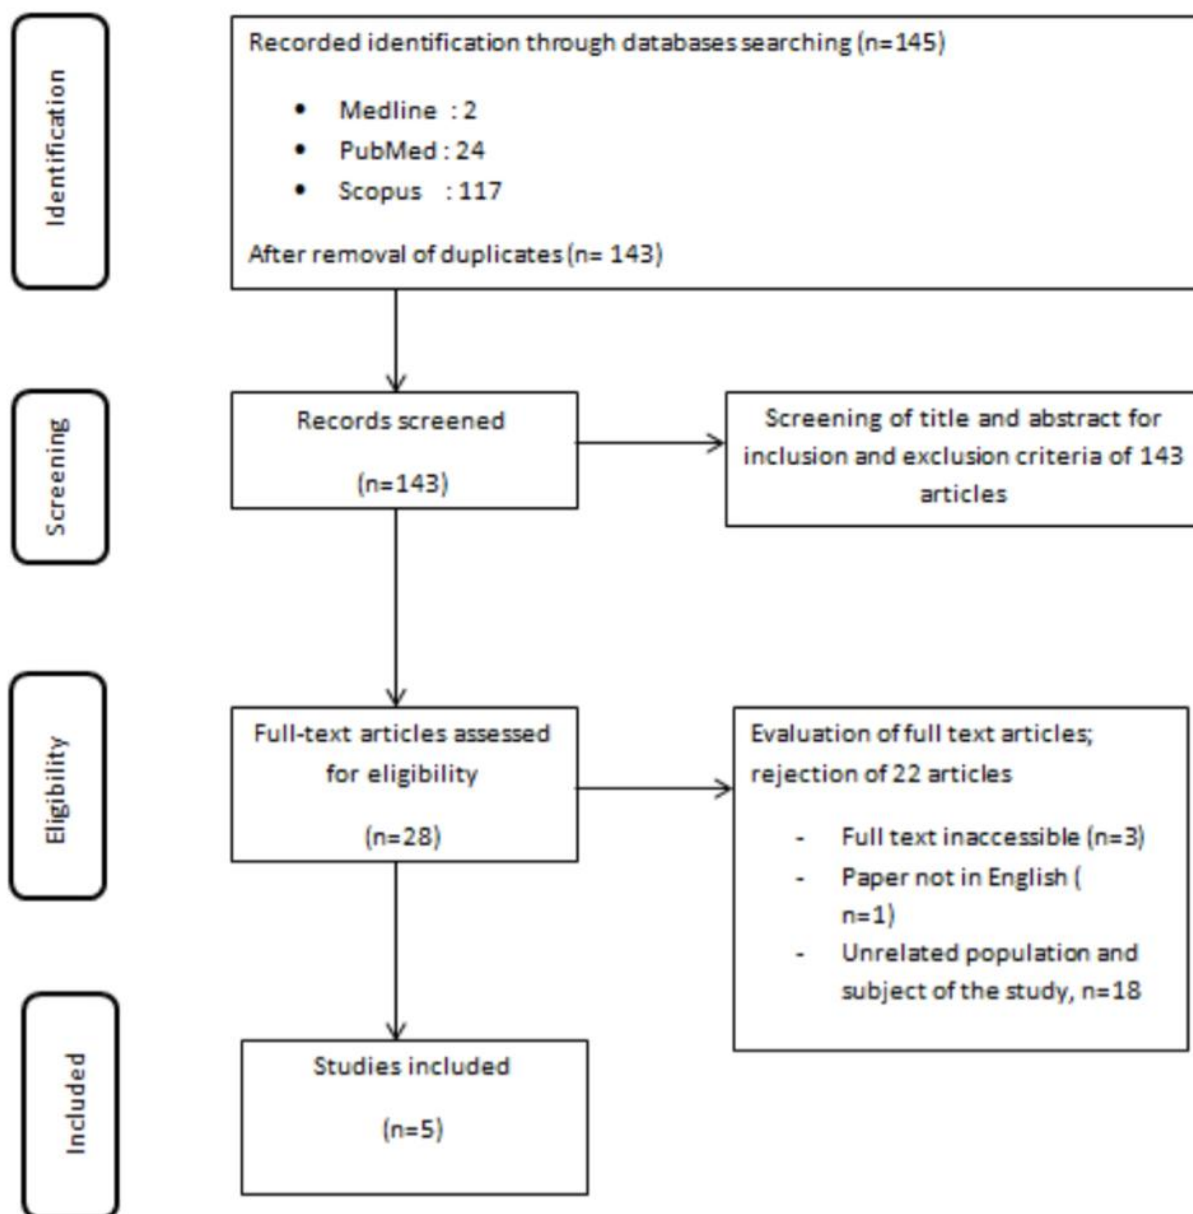 Identification
Recorded identification through databases searching (n=145)
• Medline : 2
• PubMed : 24
• Scopus : 117
After removal of duplicates (n= 143)
Screening
Records screened
(n=143)
Screening of title and abstract for
inclusion and exclusion criteria of 143
articles
Eligibility
Full-text articles assessed
for eligibility
(n=28)
Evaluation of full text articles;
rejection of 22 articles
- Full text inaccessible (n=3)
- Paper not in English (
n=1)
- Unrelated population and
subject of the study, n=18
Included
Studies included
(n=5)